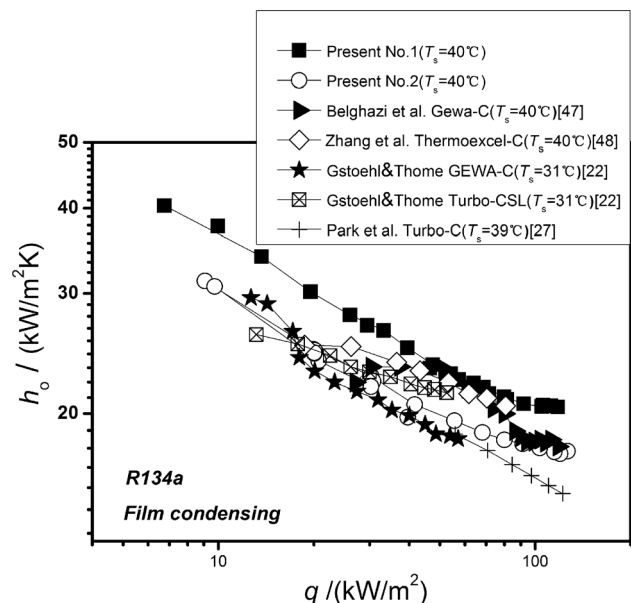 Present No.1(Ts=40℃)
Present No.2(Ts=40℃)
Belghazi et al. Gewa-C(Ts=40℃)[47]
Zhang et al. Thermoexcel-C(Ts=40℃)[48]
Gstoehl&Thome GEWA-C(Ts=31℃)[22]
Gstoehl&Thome Turbo-CSL(Ts=31℃)[22]
Park et al. Turbo-C(Ts=39℃)[27]
50
40
30
20
ho / (kW/m²K)
R134a
Film condensing
10
100
q /(kW/m²)